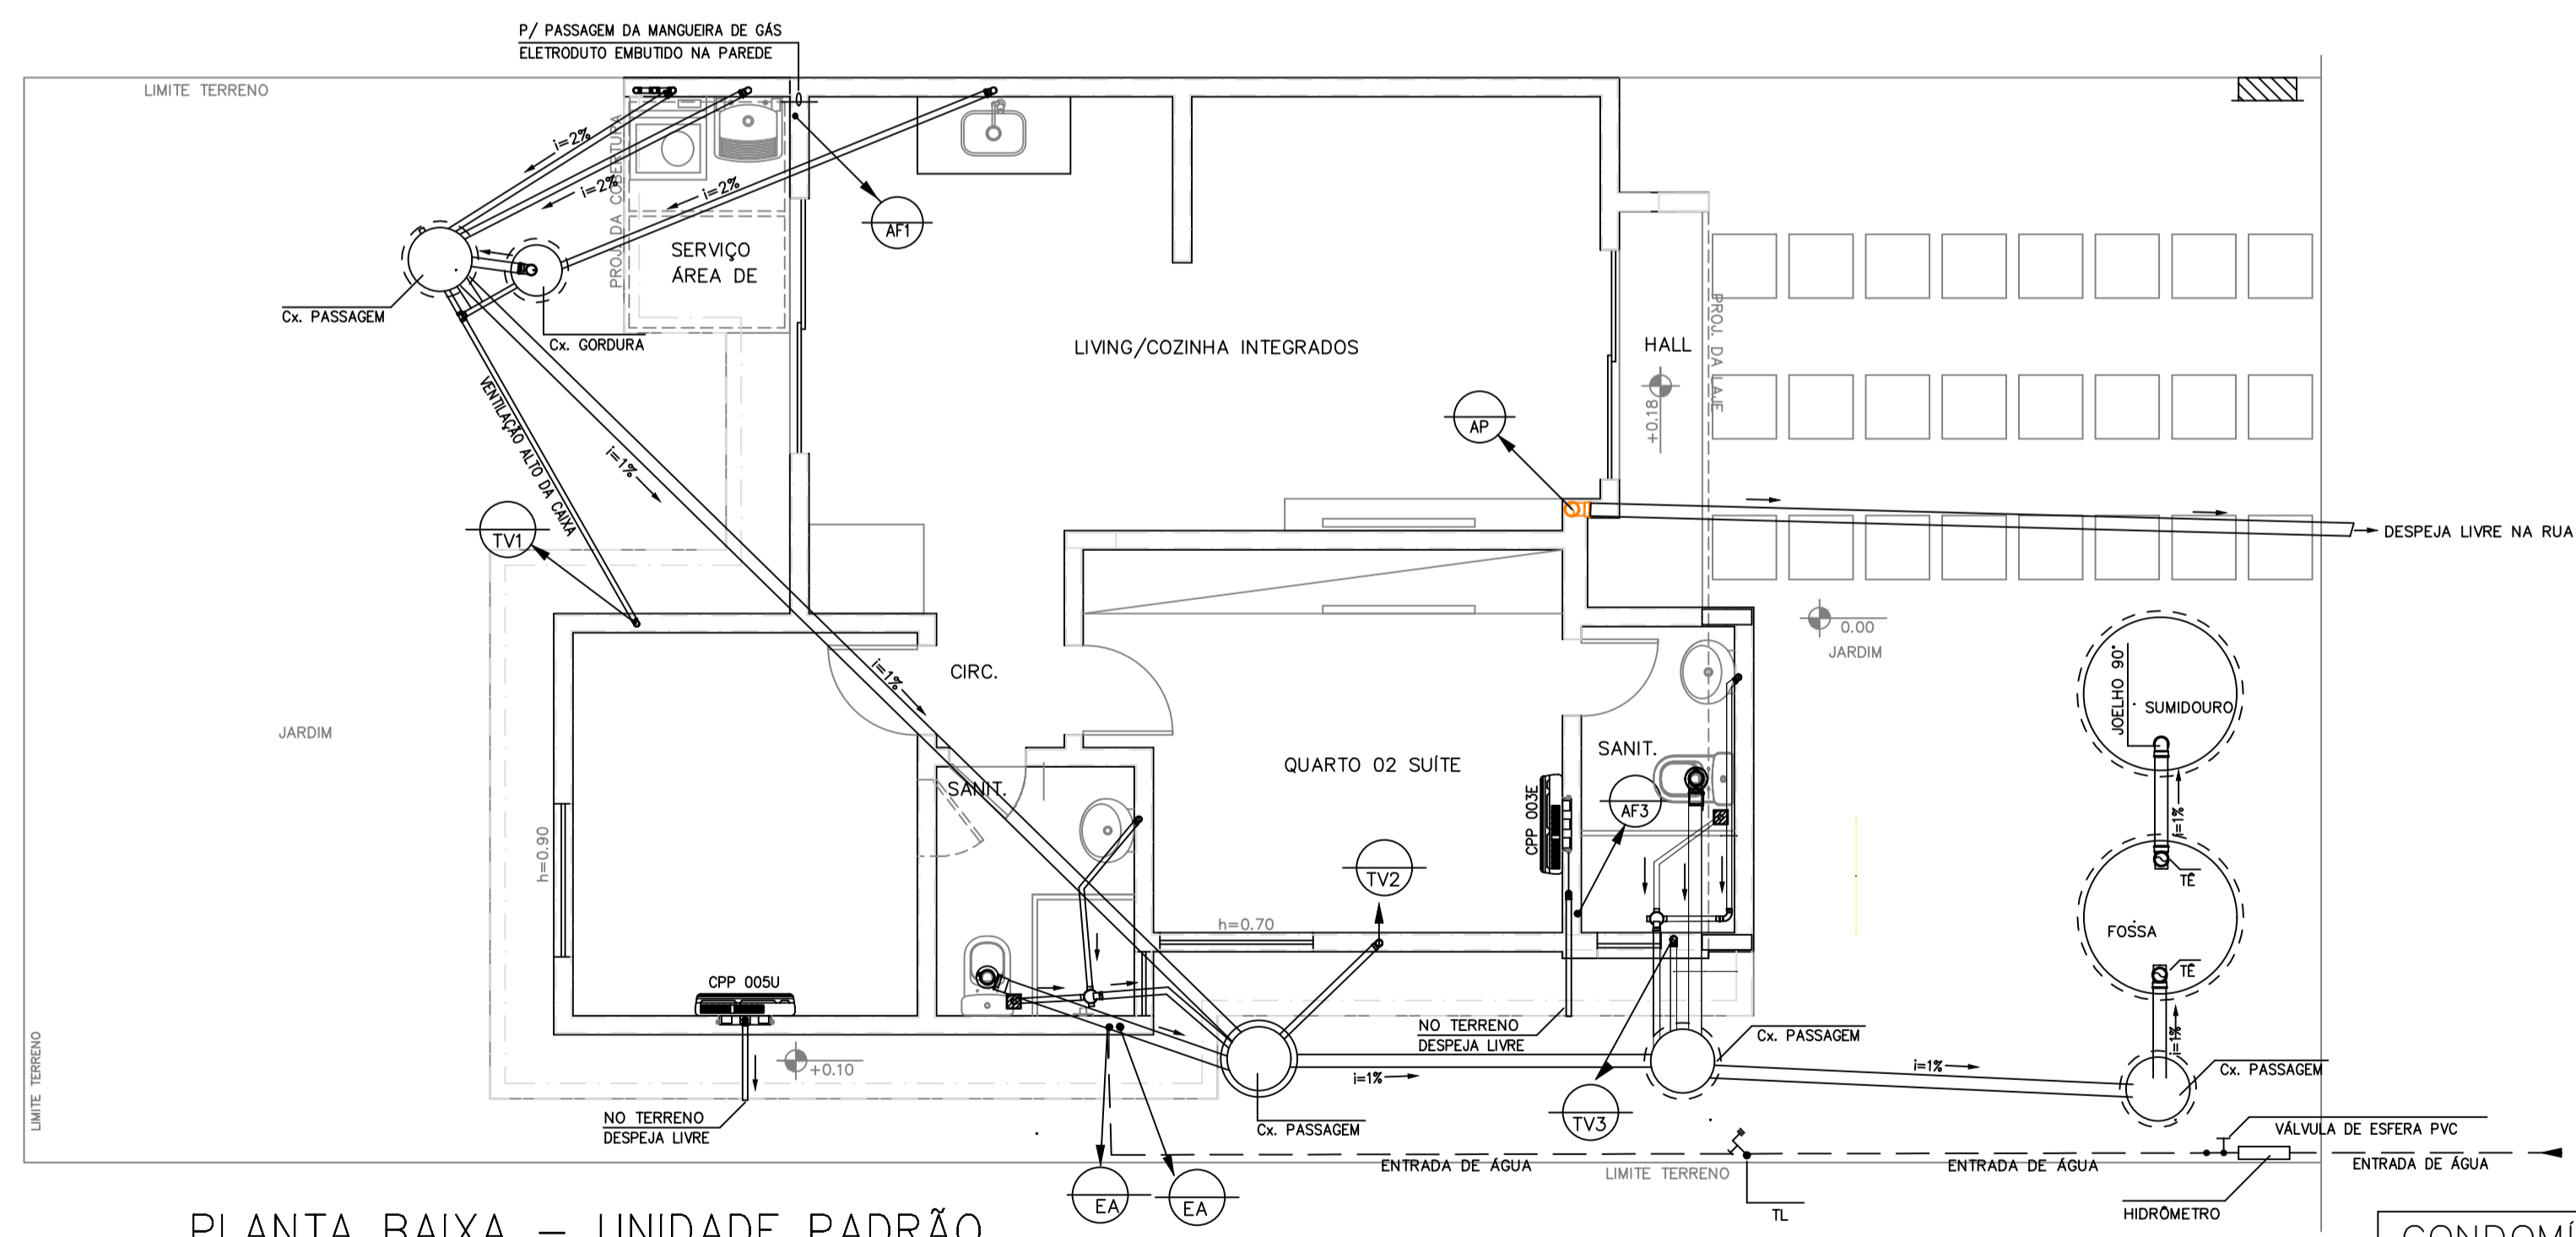 P/ PASSAGEM DA MANGUEIRA DE GÁS
ELETRODUTO EMBUTIDO NA PAREDE
LIMITE TERRENO
i=2%
i=2%
i=2%
PROJ. DA COBERTURA
AF1
SERVIÇO
ÁREA DE
Cx. PASSAGEM
Cx. GORDURA
LIVING/COZINHA INTEGRADOS
HALL
PROJ. DA LAJE
+0.18
AP
VENTILAÇÃO ALTO DA CAIXA
i=1%
TV1
DESPEJA LIVRE NA RUA
0.00
JARDIM
JOELHO 90°
SUMIDOURO
CIRC.
i=1%
JARDIM
SANIT.
QUARTO 02 SUÍTE
SANIT.
CPP 003E
AF3
i=1%
h=0.90
TV2
TÊ
h=0.70
FOSSA
TÊ
CPP 005U
NO TERRENO
DESPEJA LIVRE
Cx. PASSAGEM
i=1%
i=1%
Cx. PASSAGEM
+0.10
i=1%
LIMITE TERRENO
NO TERRENO
DESPEJA LIVRE
Cx. PASSAGEM
TV3
VÁLVULA DE ESFERA PVC
ENTRADA DE ÁGUA
LIMITE TERRENO
ENTRADA DE ÁGUA
ENTRADA DE ÁGUA
EA
EA
TL
HIDRÔMETRO
PLANTA BAIXA – UNIDADE PADRÃO
CONDOMÍ